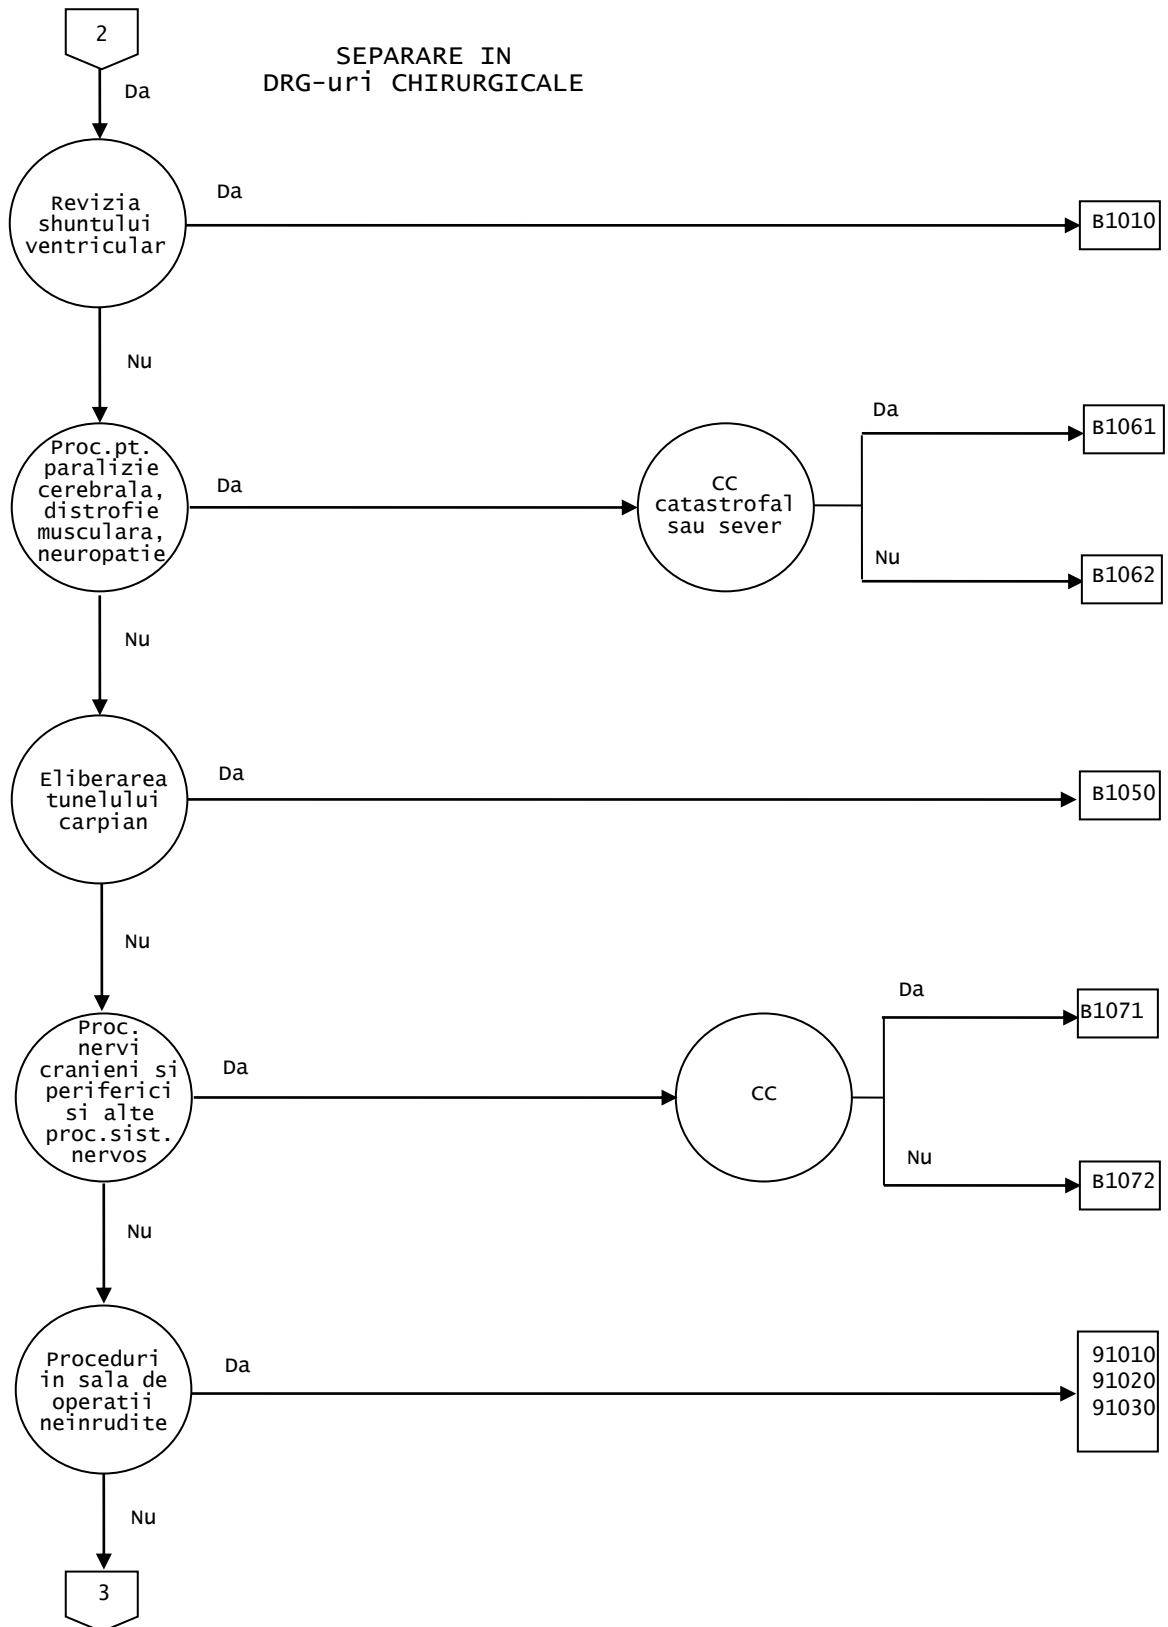 2
SEPARARE IN
DRG-uri CHIRURGICALE
Da
Revizia
shuntului
ventricular
Da
B1010
Nu
Proc.pt.
paralizie
cerebrala,
distrofie
musculara,
neuropatie
Da
CC
catastrofal
sau sever
Da
B1061
Nu
B1062
Nu
Eliberarea
tunelului
carpian
Da
B1050
Nu
Proc.
nervi
cranieni si
periferici
si alte
proc.sist.
nervos
Da
CC
Da
B1071
Nu
B1072
Nu
Proceduri
in sala de
operatii
neinrudite
Da
91010
91020
91030
Nu
3